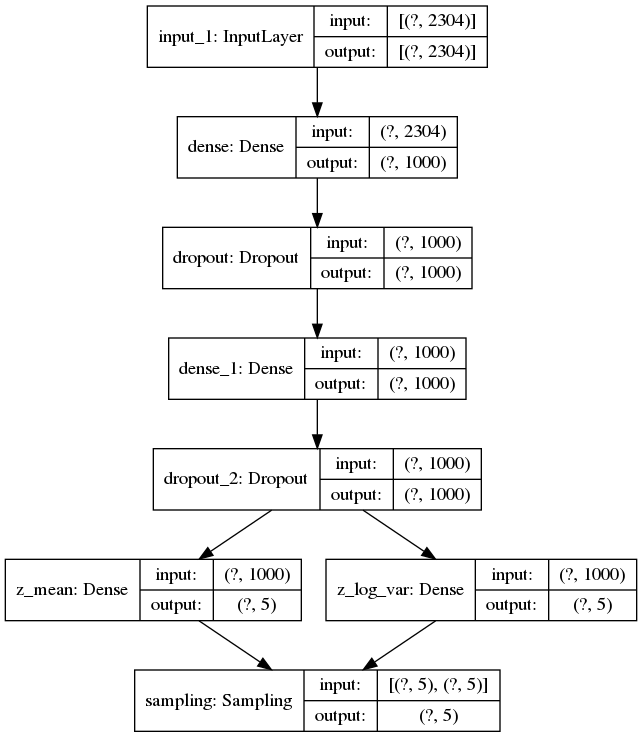 input_1: InputLayer input: [(?, 2304)]
output: [(?, 2304)]
dense: Dense input: (?, 2304)
output: (?, 1000)
dropout: Dropout input: (?, 1000)
output: (?, 1000)
dense_1: Dense input: (?, 1000)
output: (?, 1000)
dropout_2: Dropout input: (?, 1000)
output: (?, 1000)
z_mean: Dense input: (?, 1000)
output: (?, 5)
z_log_var: Dense input: (?, 1000)
output: (?, 5)
sampling: Sampling input: [(?, 5), (?, 5)]
output: (?, 5)